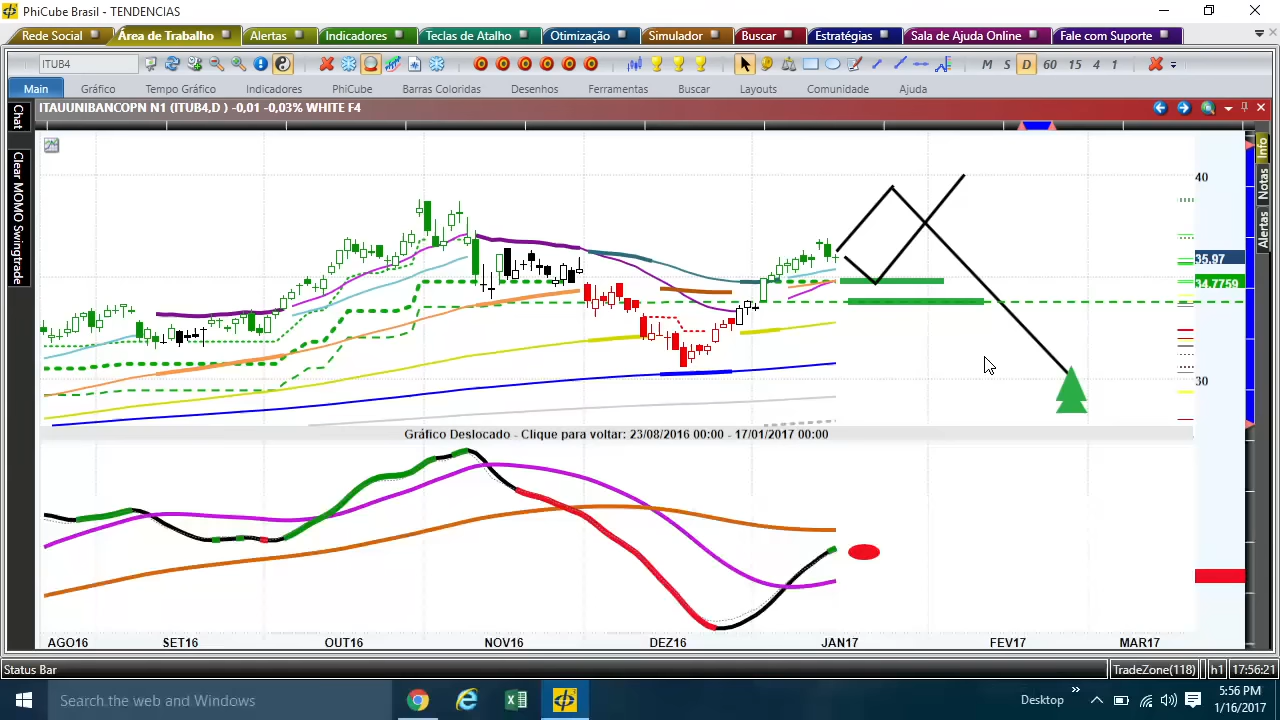 PhiCube Brasil - TENDENCIAS
Rede Social Área de Trabalho Alertas Indicadores Teclas de Atalho Otimização Simulador Buscar Estratégias Sala de Ajuda Online Fale com Suporte
ITUB4 M S D 60 15 4 1
Main Gráfico Tempo Gráfico Indicadores PhiCube Barras Coloridas Desenhos Ferramentas Buscar Layouts Comunidade Ajuda
ITAUUNIBANCOPN N1 (ITUB4,D ) -0,01 -0,03% WHITE F4
Chat
Clear MOMO Swingtrade
Info
Notas
Alertas
40
35.97
34.7759
30
Gráfico Deslocado - Clique para voltar: 23/08/2016 00:00 - 17/01/2017 00:00
AGO16 SET16 OUT16 NOV16 DEZ16 JAN17 FEV17 MAR17
Status Bar TradeZone(118) h1 17:56:21
Search the web and Windows Desktop 5:56 PM
1/16/2017